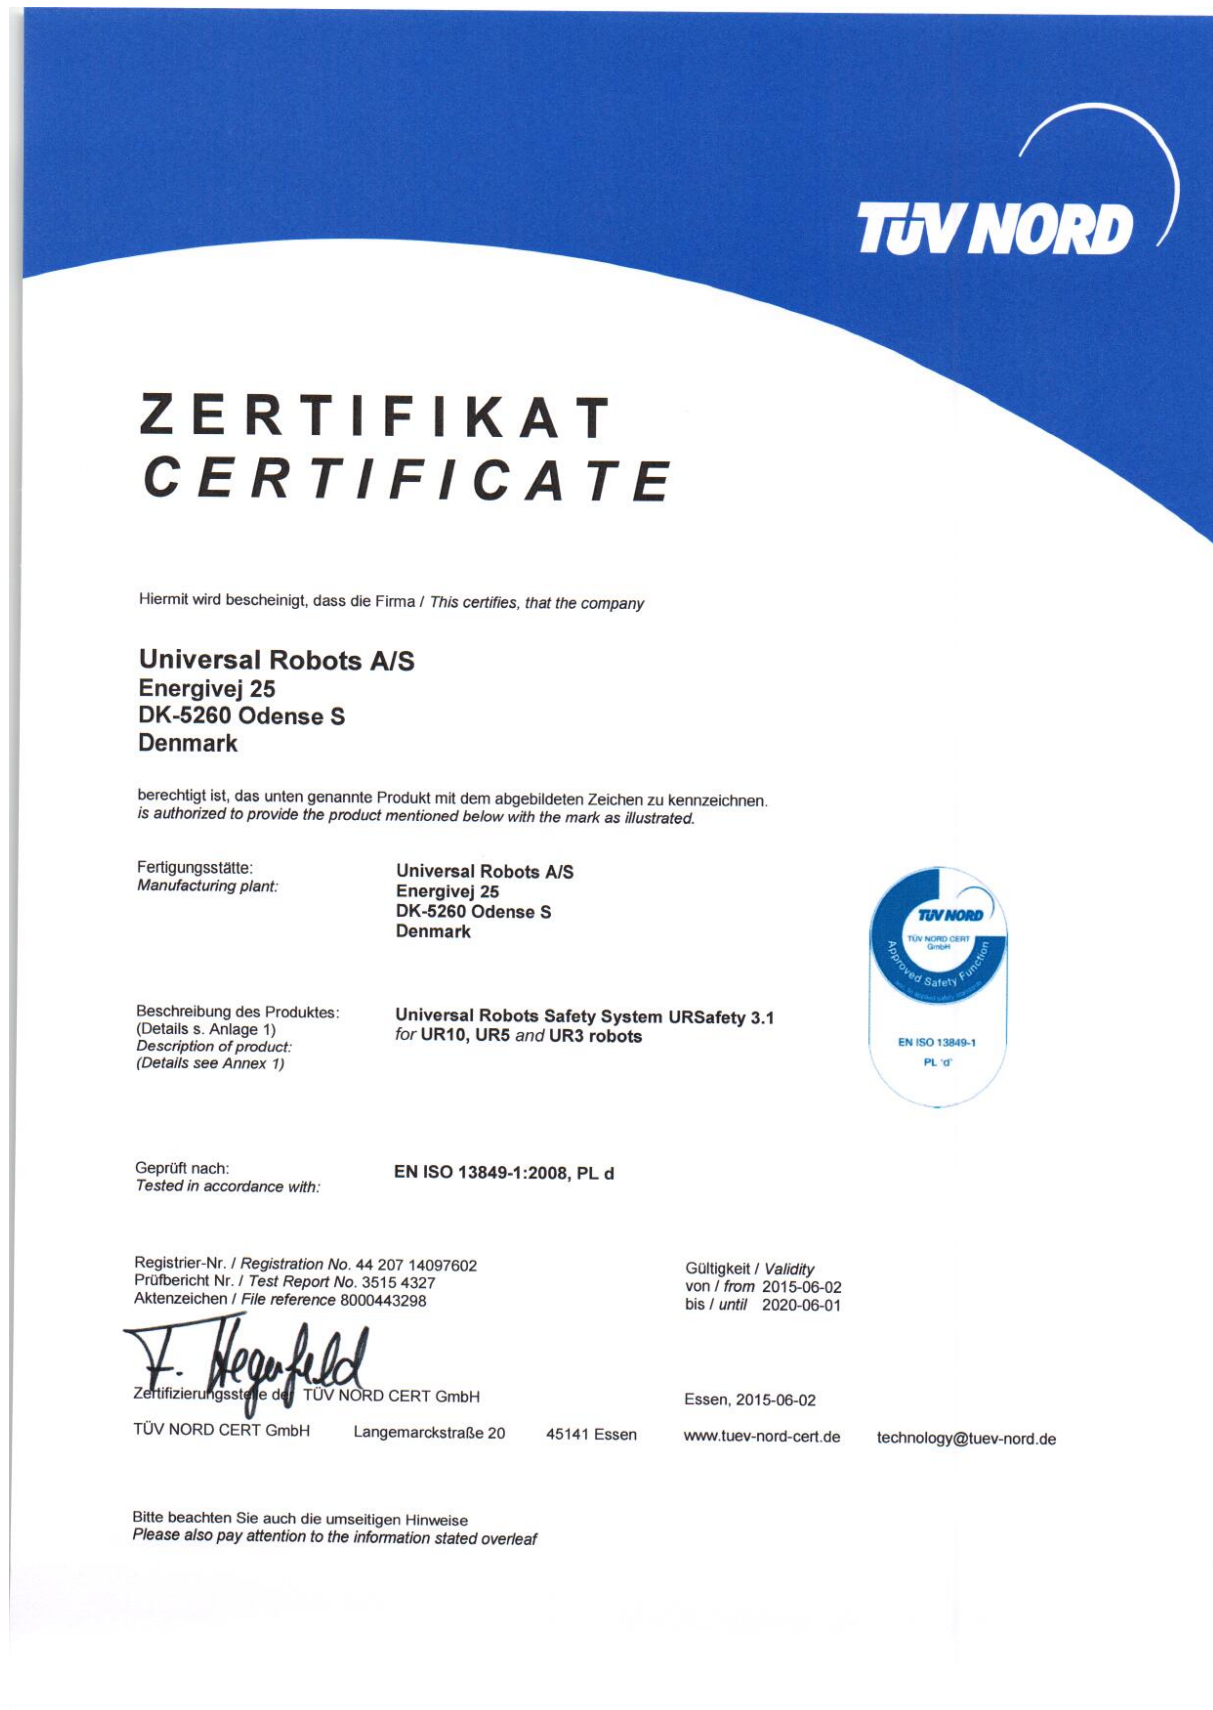 TÜV NORD
ZERTIFIKAT
CERTIFICATE
Hiermit wird bescheinigt, dass die Firma / This certifies, that the company
Universal Robots A/S
Energivej 25
DK-5260 Odense S
Denmark
berechtigt ist, das unten genannte Produkt mit dem abgebildeten Zeichen zu kennzeichnen.
is authorized to provide the product mentioned below with the mark as illustrated.
Fertigungsstätte:
Manufacturing plant:
Universal Robots A/S
Energivej 25
DK-5260 Odense S
Denmark
TÜV NORD
TÜV NORD CERT
GmbH
Approved Safety Function
EN ISO 13849-1
PL 'd'
Beschreibung des Produktes:
(Details s. Anlage 1)
Description of product:
(Details see Annex 1)
Universal Robots Safety System URSafety 3.1
for UR10, UR5 and UR3 robots
Geprüft nach:
Tested in accordance with:
EN ISO 13849-1:2008, PL d
Registrier-Nr. / Registration No. 44 207 14097602
Prüfbericht Nr. / Test Report No. 3515 4327
Aktenzeichen / File reference 8000443298
Gültigkeit / Validity
von / from 2015-06-02
bis / until 2020-06-01
F. Hegerfeld
Zertifizierungsstelle der TÜV NORD CERT GmbH
Essen, 2015-06-02
TÜV NORD CERT GmbH Langemarckstraße 20 45141 Essen www.tuev-nord-cert.de technology@tuev-nord.de
Bitte beachten Sie auch die umseitigen Hinweise
Please also pay attention to the information stated overleaf